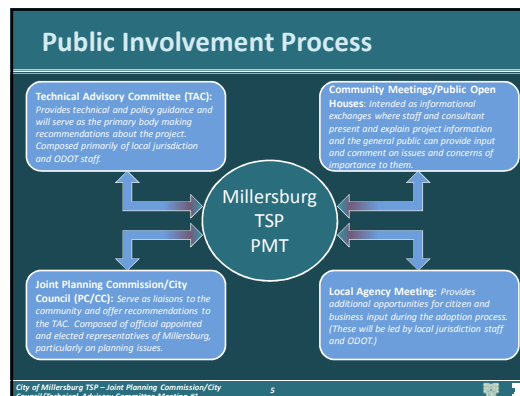 Public Involvement Process
Technical Advisory Committee (TAC):
Provides technical and policy guidance and
will serve as the primary body making
recommendations about the project.
Composed primarily of local jurisdiction
and ODOT staff.
Community Meetings/Public Open
Houses: Intended as informational
exchanges where staff and consultant
present and explain project information
and the general public can provide input
and comment on issues and concerns of
importance to them.
Millersburg
TSP
PMT
Joint Planning Commission/City
Council (PC/CC): Serve as liaisons to the
community and offer recommendations to
the TAC. Composed of official appointed
and elected representatives of Millersburg,
particularly on planning issues.
Local Agency Meeting: Provides
additional opportunities for citizen and
business input during the adoption process.
(These will be led by local jurisdiction staff
and ODOT.)
City of Millersburg TSP – Joint Planning Commission/City
Council/Technical Advisory Committee Meeting #1
5